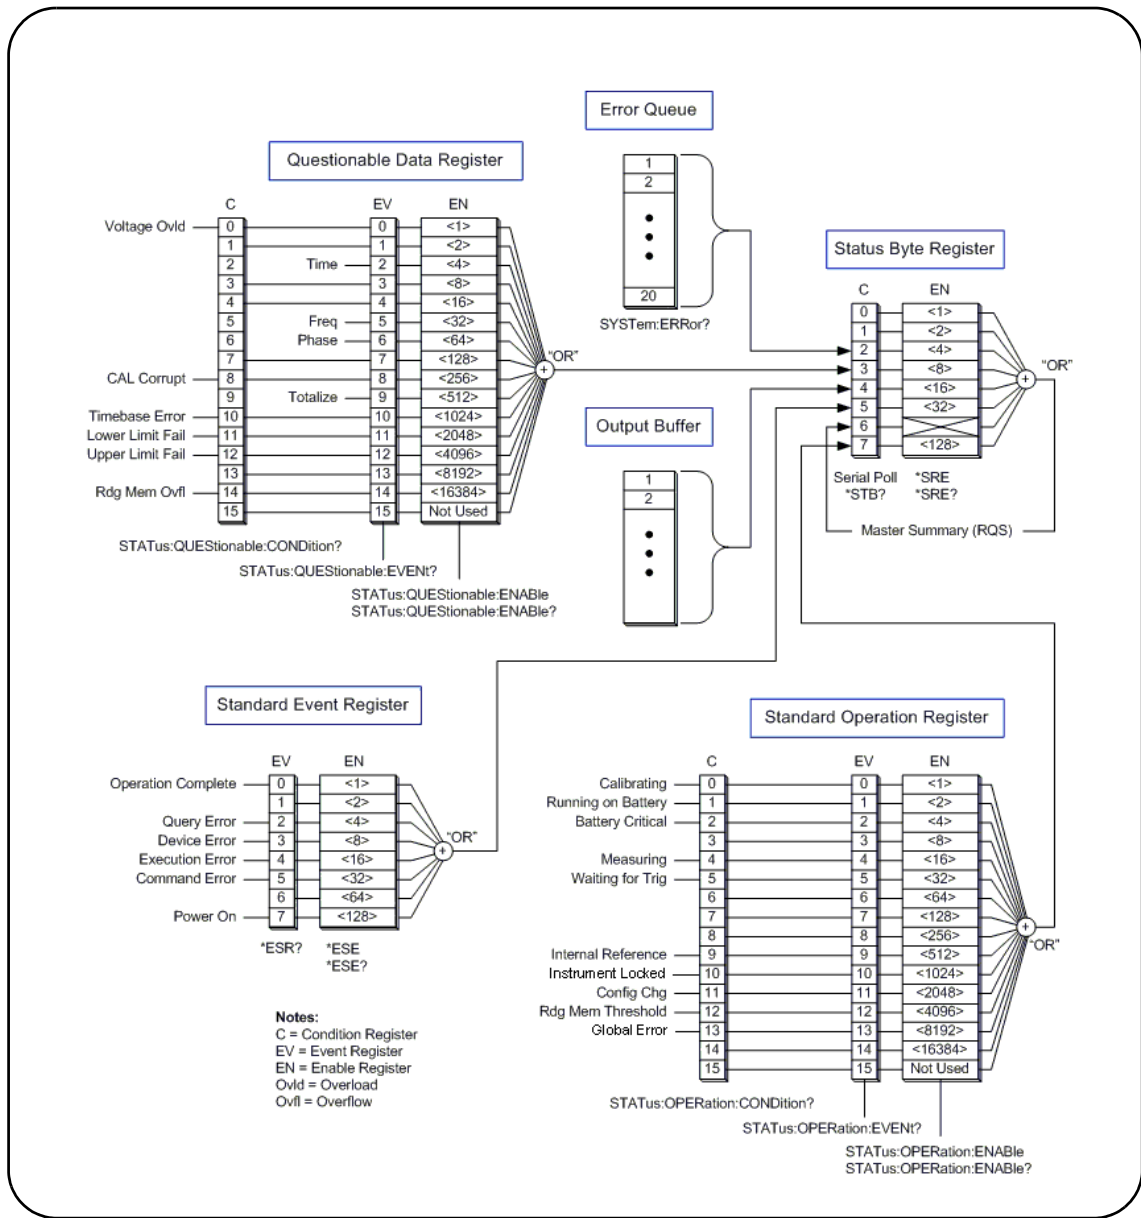 Error Queue
1
2
20
SYSTem:ERRor?
Questionable Data Register
C EV EN
Voltage Ovld 0 0 <1>
1 1 <2>
2 Time 2 <4>
3 3 <8>
4 4 <16>
5 Freq 5 <32>
6 Phase 6 <64>
7 7 <128>
CAL Corrupt 8 8 <256>
9 Totalize 9 <512>
Timebase Error 10 10 <1024>
Lower Limit Fail 11 11 <2048>
Upper Limit Fail 12 12 <4096>
13 13 <8192>
Rdg Mem Ovfl 14 14 <16384>
15 15 Not Used
"OR"
+
STATus:QUEStionable:CONDition?
STATus:QUEStionable:EVENt?
STATus:QUEStionable:ENABle
STATus:QUEStionable:ENABle?
Output Buffer
1
2
Status Byte Register
C EN
0 <1>
1 <2>
2 <4>
3 <8>
4 <16>
5 <32>
6
7 <128>
"OR"
+
Serial Poll *SRE
*STB? *SRE?
Master Summary (RQS)
Standard Event Register
EV EN
Operation Complete 0 <1>
1 <2>
Query Error 2 <4>
Device Error 3 <8>
Execution Error 4 <16>
Command Error 5 <32>
6 <64>
Power On 7 <128>
"OR"
+
*ESR? *ESE
*ESE?
Standard Operation Register
C EV EN
Calibrating 0 0 <1>
Running on Battery 1 1 <2>
Battery Critical 2 2 <4>
3 3 <8>
Measuring 4 4 <16>
Waiting for Trig 5 5 <32>
6 6 <64>
7 7 <128>
8 8 <256>
Internal Reference 9 9 <512>
Instrument Locked 10 10 <1024>
Config Chg 11 11 <2048>
Rdg Mem Threshold 12 12 <4096>
Global Error 13 13 <8192>
14 14 <16384>
15 15 Not Used
+
"OR"
STATus:OPERation:CONDition?
STATus:OPERation:EVENt?
STATus:OPERation:ENABle
STATus:OPERation:ENABle?
Notes:
C = Condition Register
EV = Event Register
EN = Enable Register
Ovld = Overload
Ovfl = Overflow